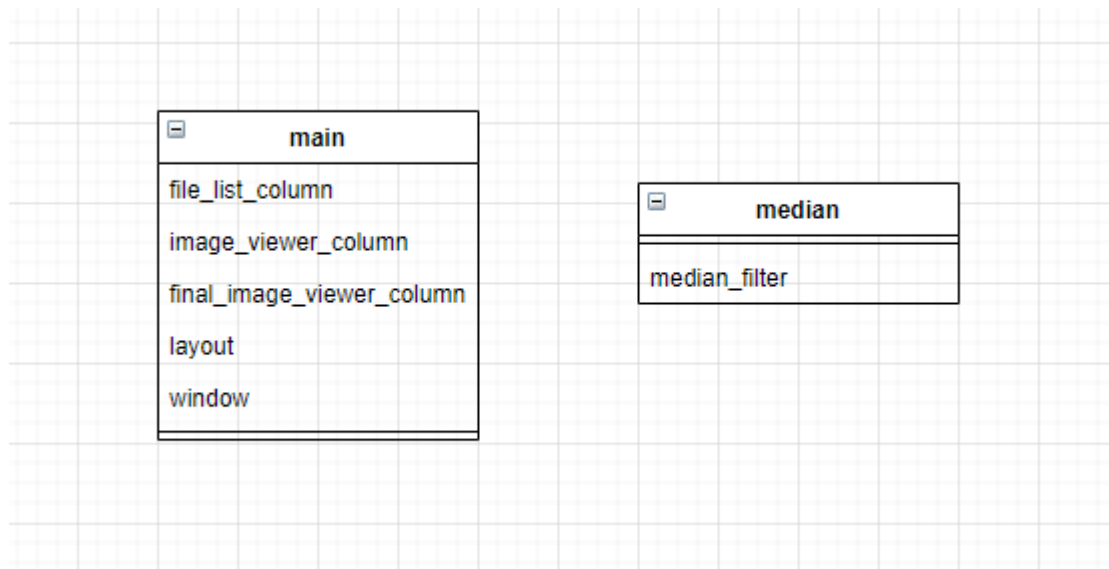 main
file_list_column
image_viewer_column
final_image_viewer_column
layout
window
median
median_filter